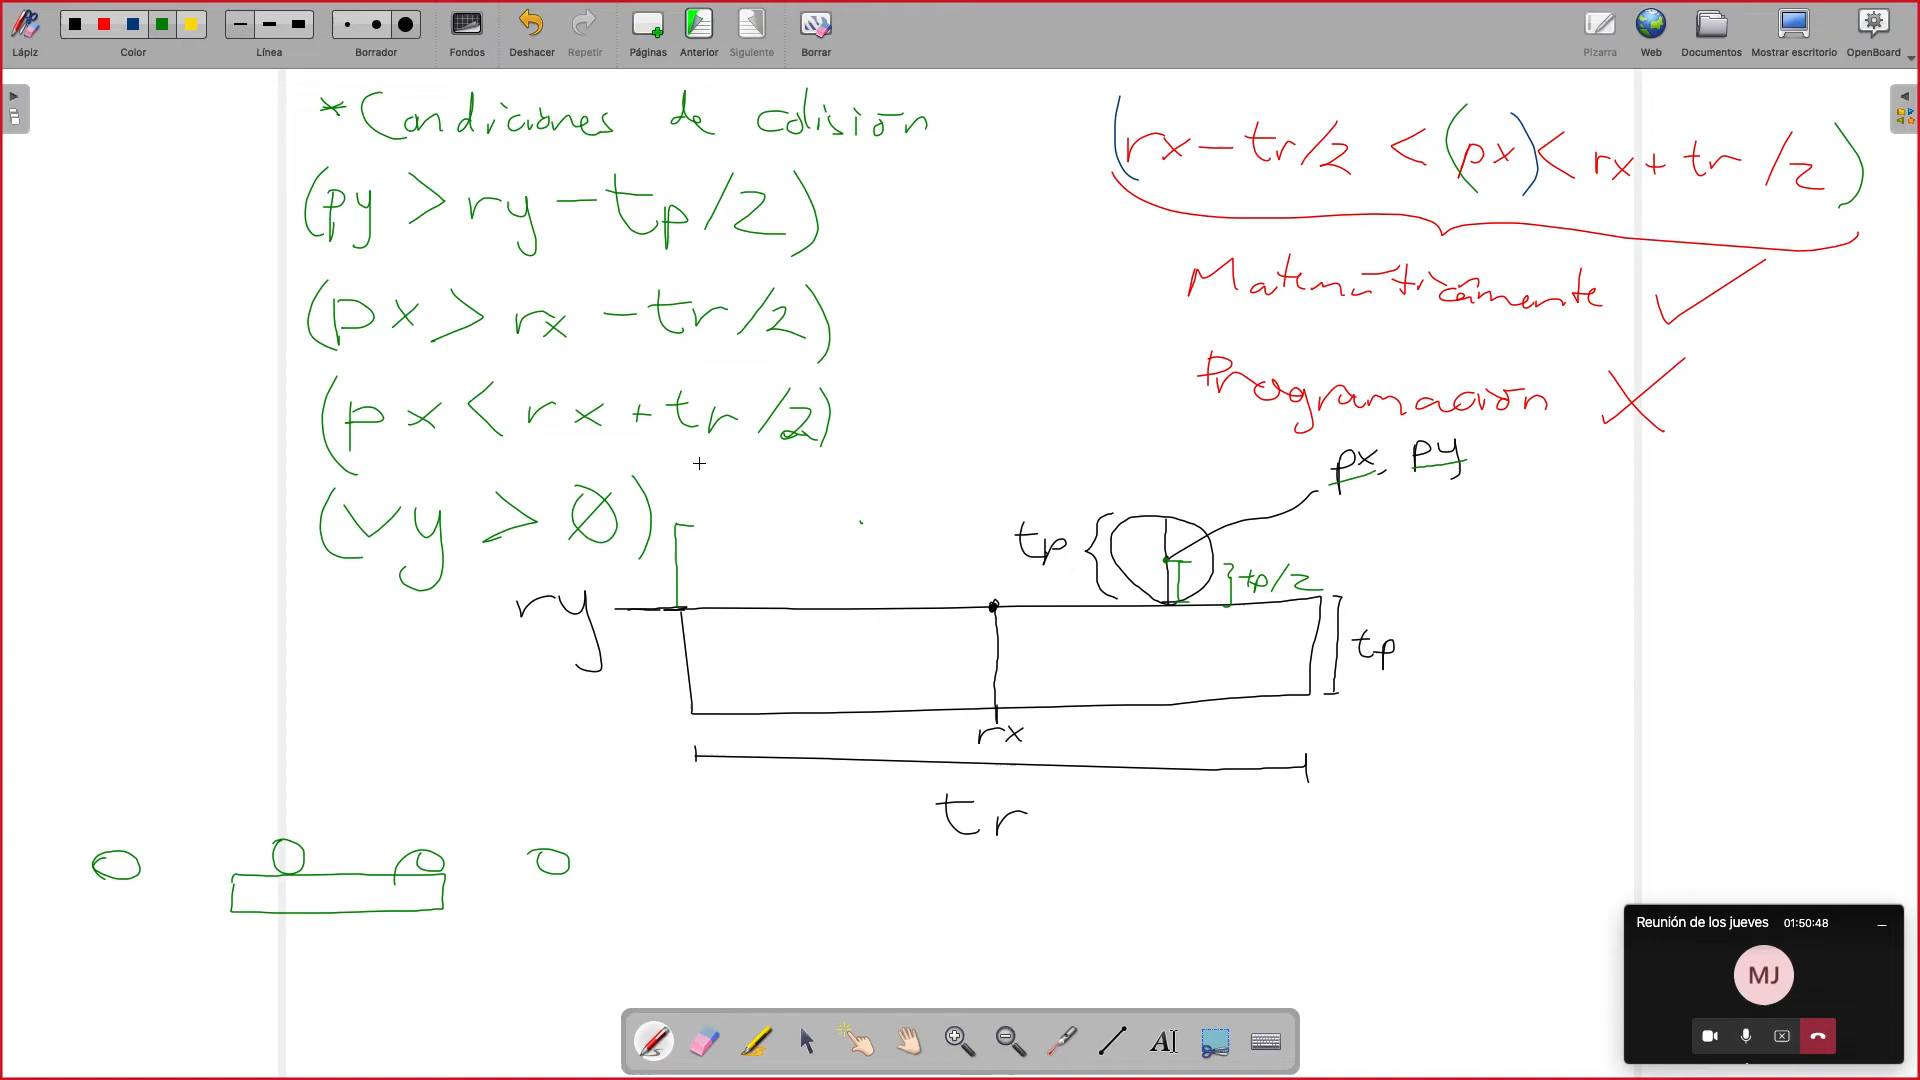 Lápiz
Color
Línea
Borrador
Fondos
Deshacer
Repetir
Páginas
Anterior
Siguiente
Borrar
Pizarra
Web
Documentos
Mostrar escritorio
OpenBoard
*Condiciones de colisión
(py > ry - tp/2)
(px > rx - tr/2)
(px < rx + tr/2)
(vy > 0)
(rx - tr/2 < (px) < rx + tr/2)
Matemáticamente ✓
Programación X
px, py
tp
tp/2
ry
tp
rx
tr
Reunión de los jueves 01:50:48
MJ